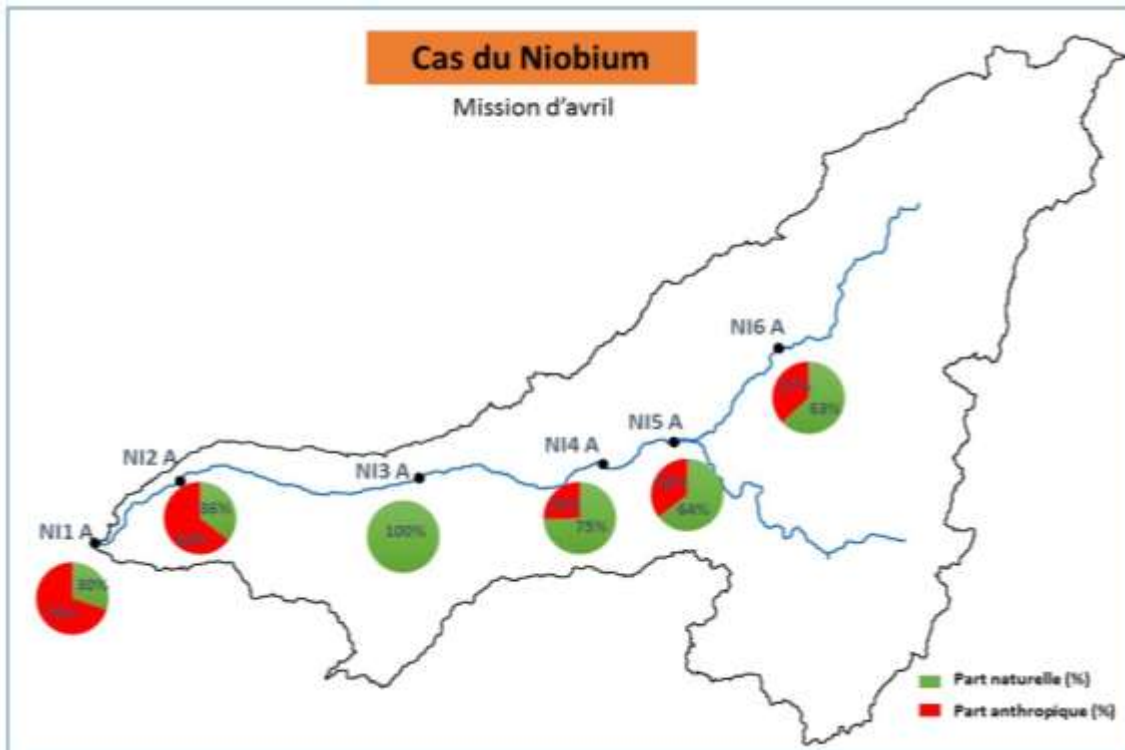 Cas du Niobium
Mission d'avril
NI6 A
63%
NI5 A
64%
NI4 A
75%
NI3 A
100%
NI2 A
36%
NI1 A
30%
Part naturelle (%)
Part anthropique (%)